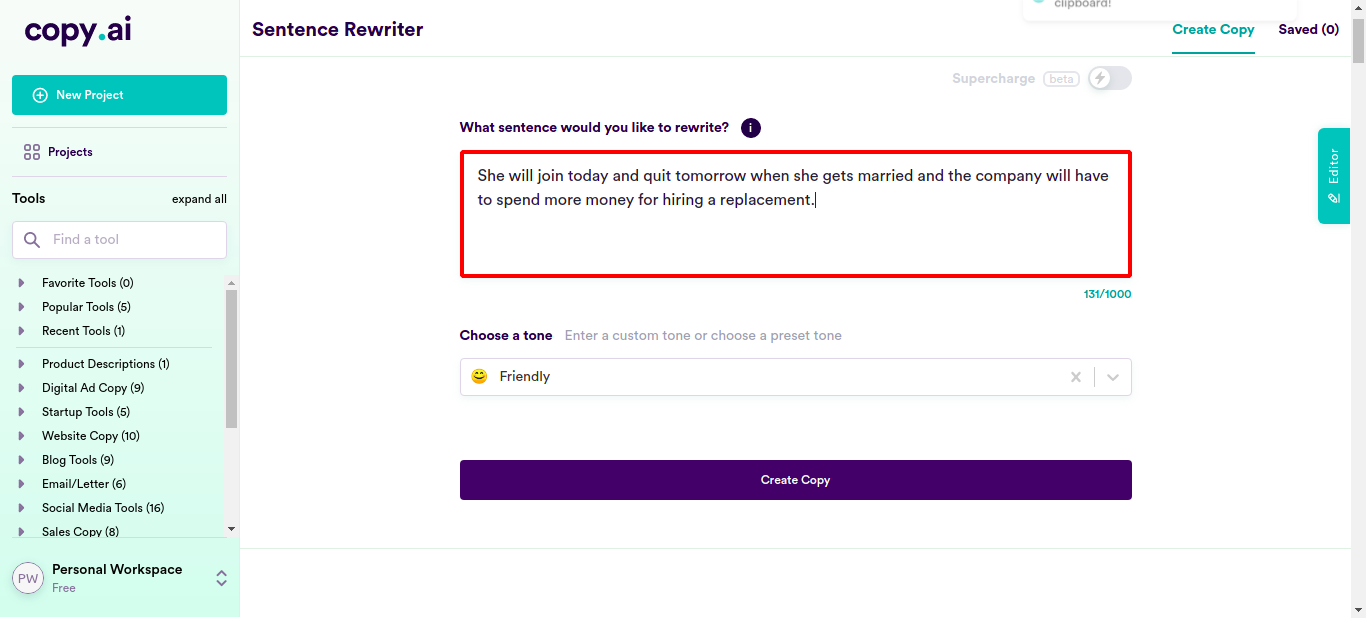 copy.ai
New Project
Projects
Tools
expand all
Find a tool
Favorite Tools (0)
Popular Tools (5)
Recent Tools (1)
Product Descriptions (1)
Digital Ad Copy (9)
Startup Tools (5)
Website Copy (10)
Blog Tools (9)
Email/Letter (6)
Social Media Tools (16)
Sales Copy (8)
PW
Personal Workspace
Free
Sentence Rewriter
clipboard!
Create Copy
Saved (0)
Supercharge beta
What sentence would you like to rewrite? i
She will join today and quit tomorrow when she gets married and the company will have
to spend more money for hiring a replacement.
131/1000
Choose a tone Enter a custom tone or choose a preset tone
Friendly
Create Copy
Editor